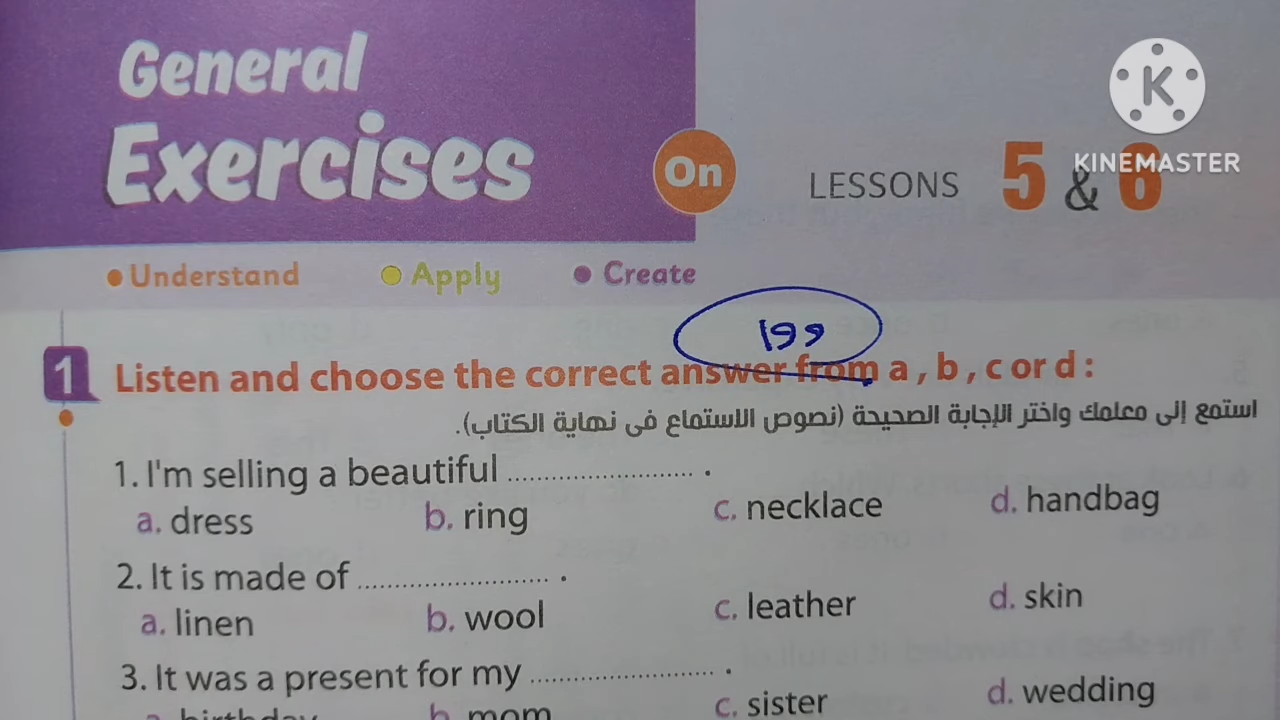 General
Exercises
On
LESSONS 5 & 6
KINEMASTER
Understand Apply Create
١٩٩
1 Listen and choose the correct answer from a , b , c or d :
استمع إلى معلمك واختر الإجابة الصحيحة (نصوص الاستماع فى نهاية الكتاب).
1. I'm selling a beautiful ........................ .
a. dress b. ring c. necklace d. handbag
2. It is made of ........................ .
a. linen b. wool c. leather d. skin
3. It was a present for my ........................ .
a. birthday b. mom c. sister d. wedding